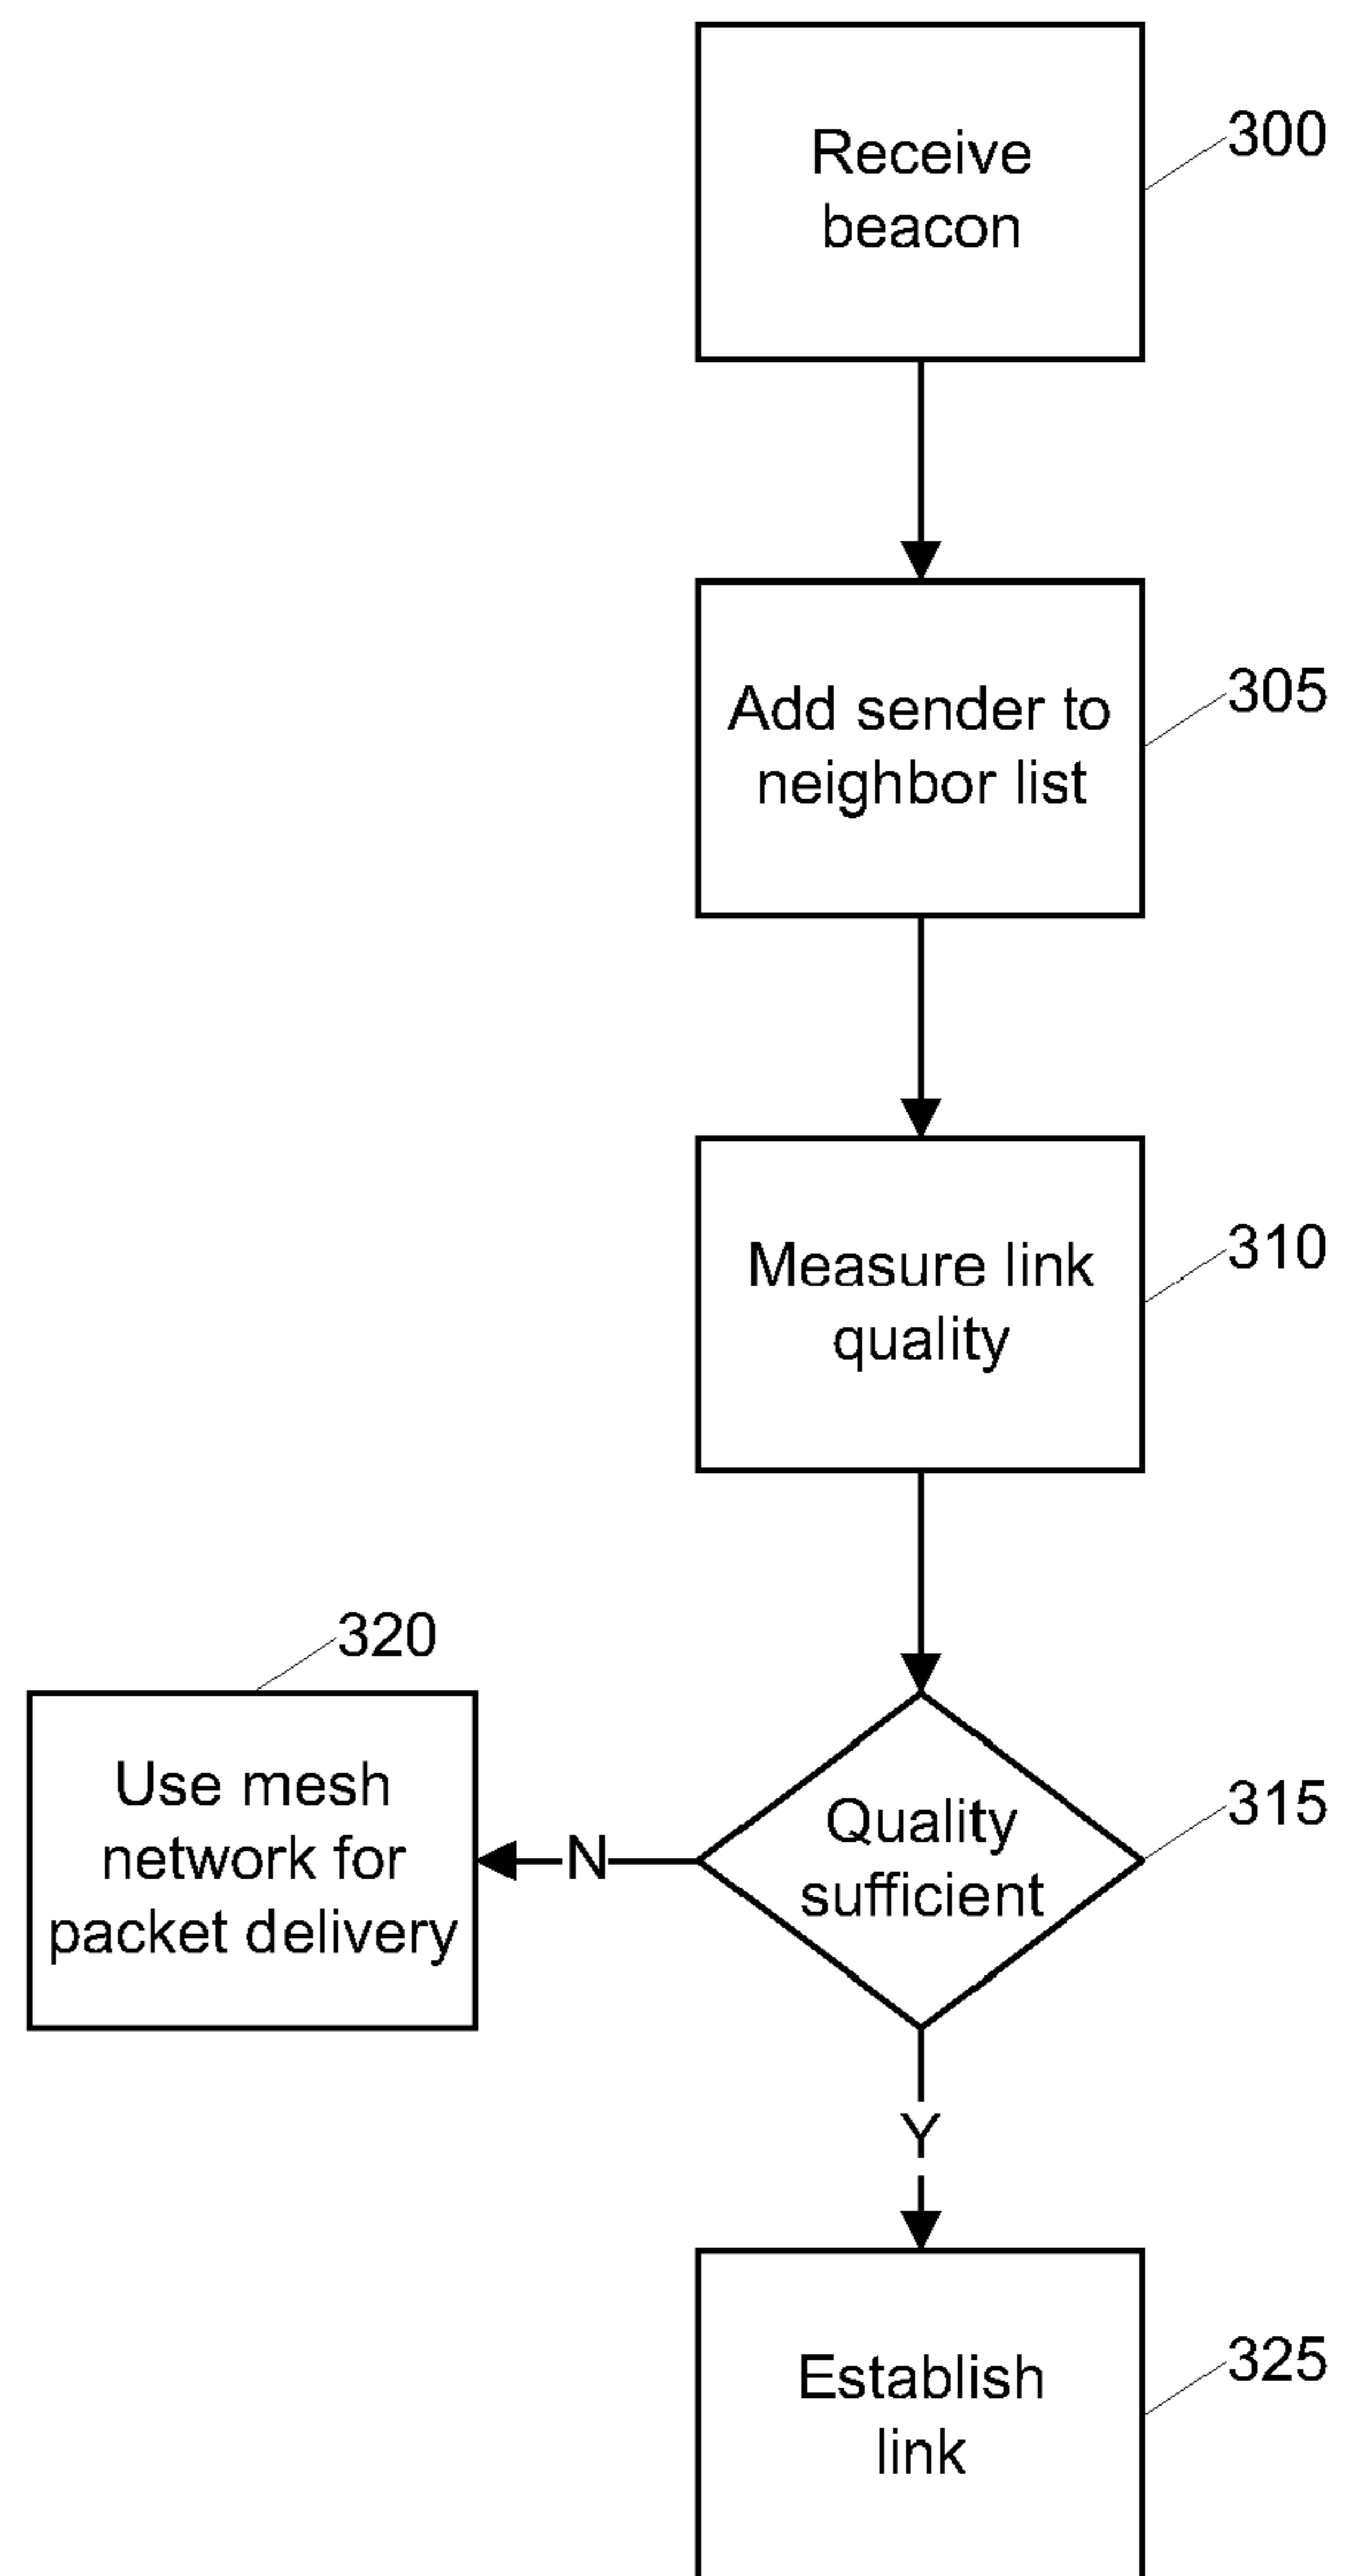 Receive
beacon
300
Add sender to
neighbor list
305
Measure link
quality
310
320
Use mesh
network for
packet delivery
N
Quality
sufficient
315
Y
Establish
link
325